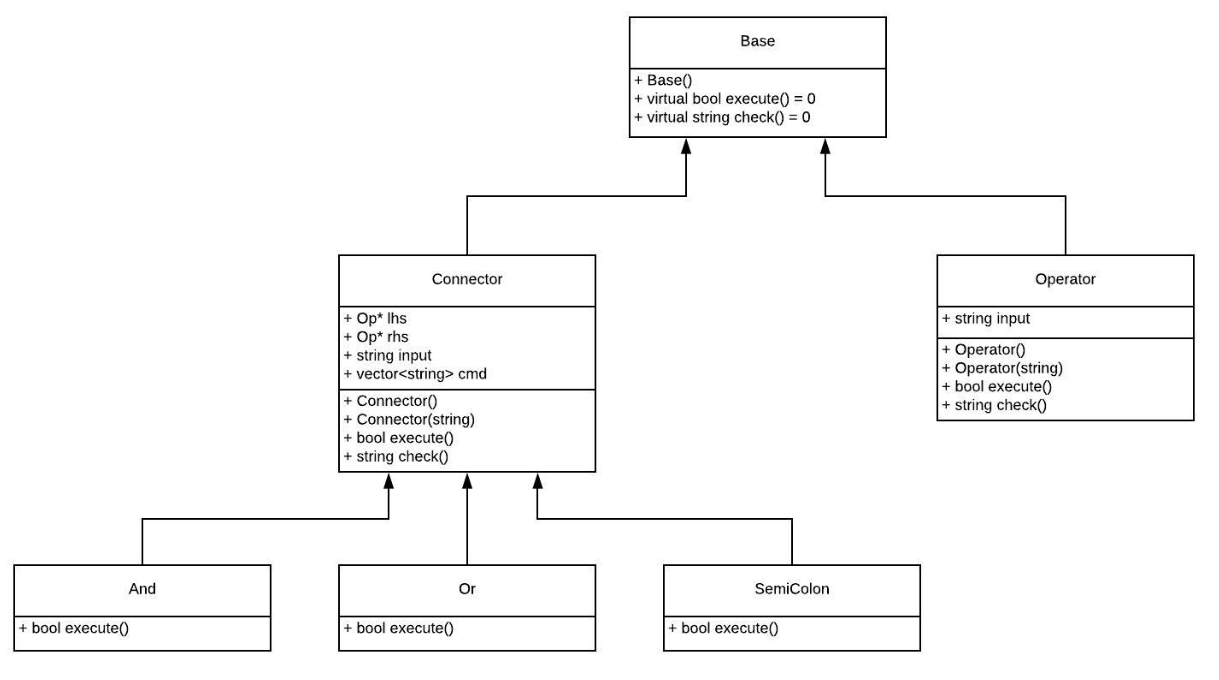 Base
+ Base()
+ virtual bool execute() = 0
+ virtual string check() = 0
Connector
+ Op* lhs
+ Op* rhs
+ string input
+ vector<string> cmd
+ Connector()
+ Connector(string)
+ bool execute()
+ string check()
Operator
+ string input
+ Operator()
+ Operator(string)
+ bool execute()
+ string check()
And
+ bool execute()
Or
+ bool execute()
SemiColon
+ bool execute()